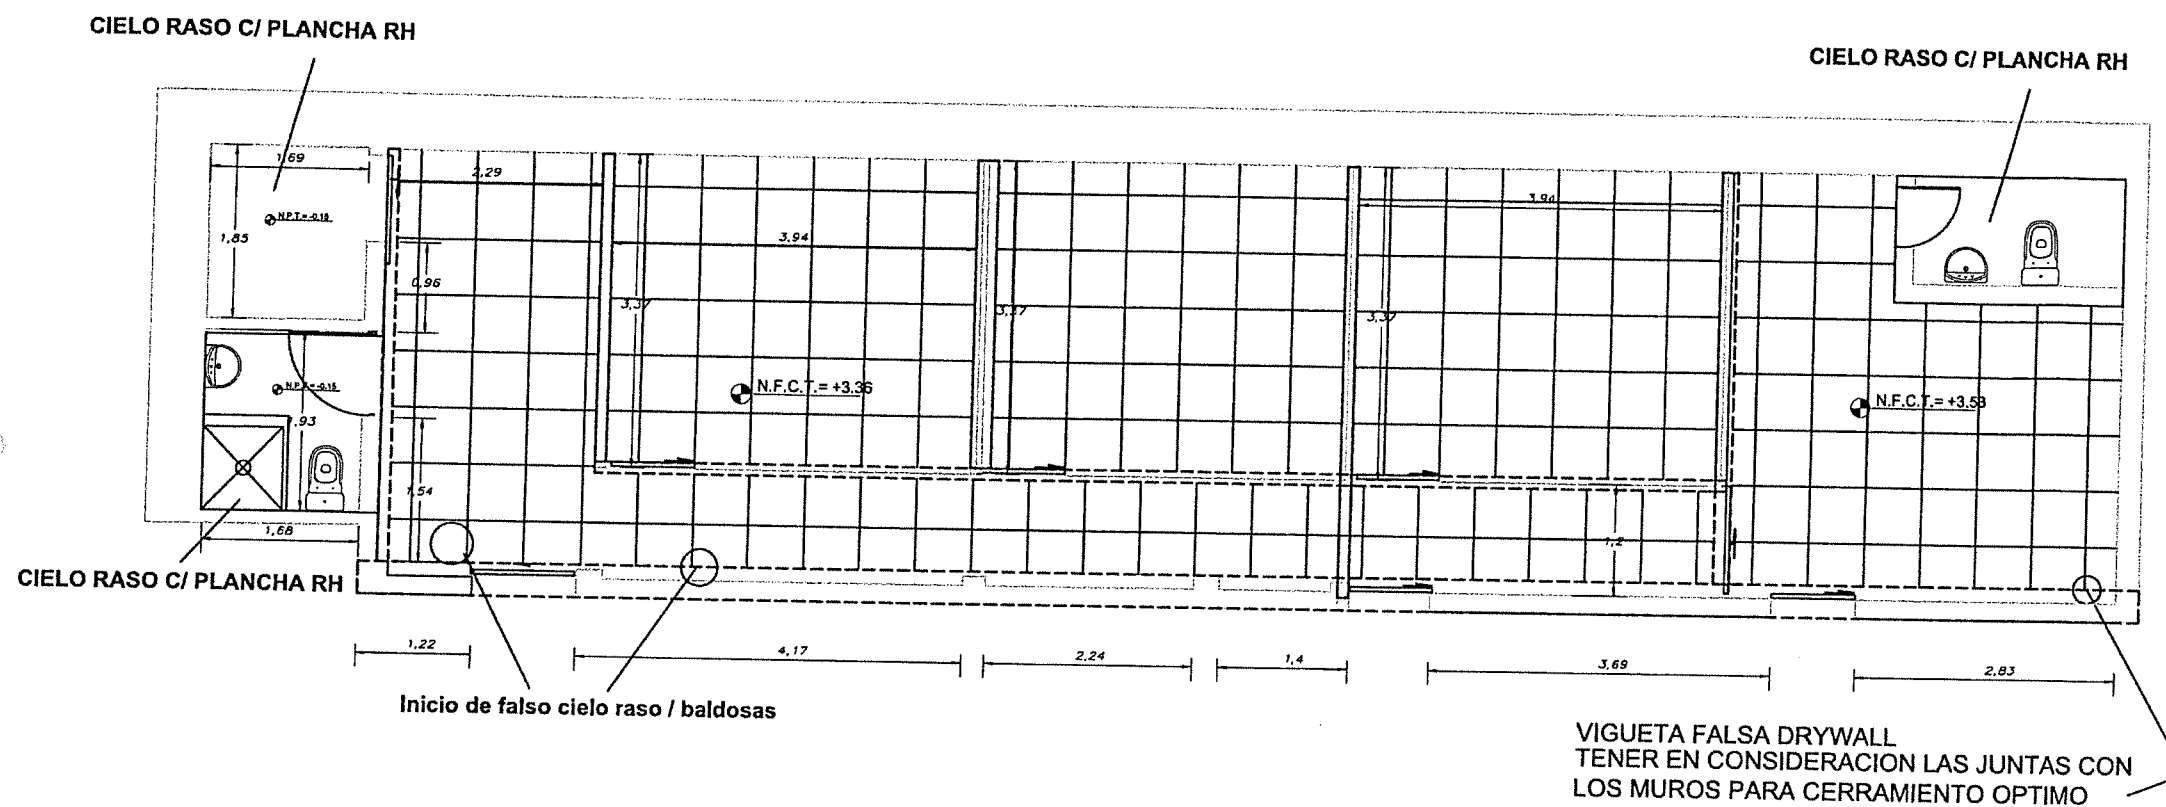 CIELO RASO C/ PLANCHA RH
CIELO RASO C/ PLANCHA RH
1,69
2,29
3,94
N.P.T.= -0.15
1,85
3,94
0,96
3,37
3,37
3,37
N.P.T.= -0.15
N.F.C.T.= +3.36
N.F.C.T.= +3.53
1,93
1,54
1,68
1,2
CIELO RASO C/ PLANCHA RH
1,22
4,17
2,24
1,4
3,69
2,83
Inicio de falso cielo raso / baldosas
VIGUETA FALSA DRYWALL
TENER EN CONSIDERACION LAS JUNTAS CON
LOS MUROS PARA CERRAMIENTO OPTIMO